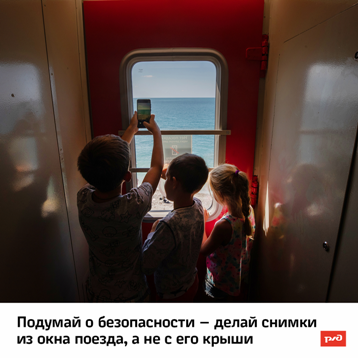 Подумай о безопасности – делай снимки
из окна поезда, а не с его крыши
РЖД